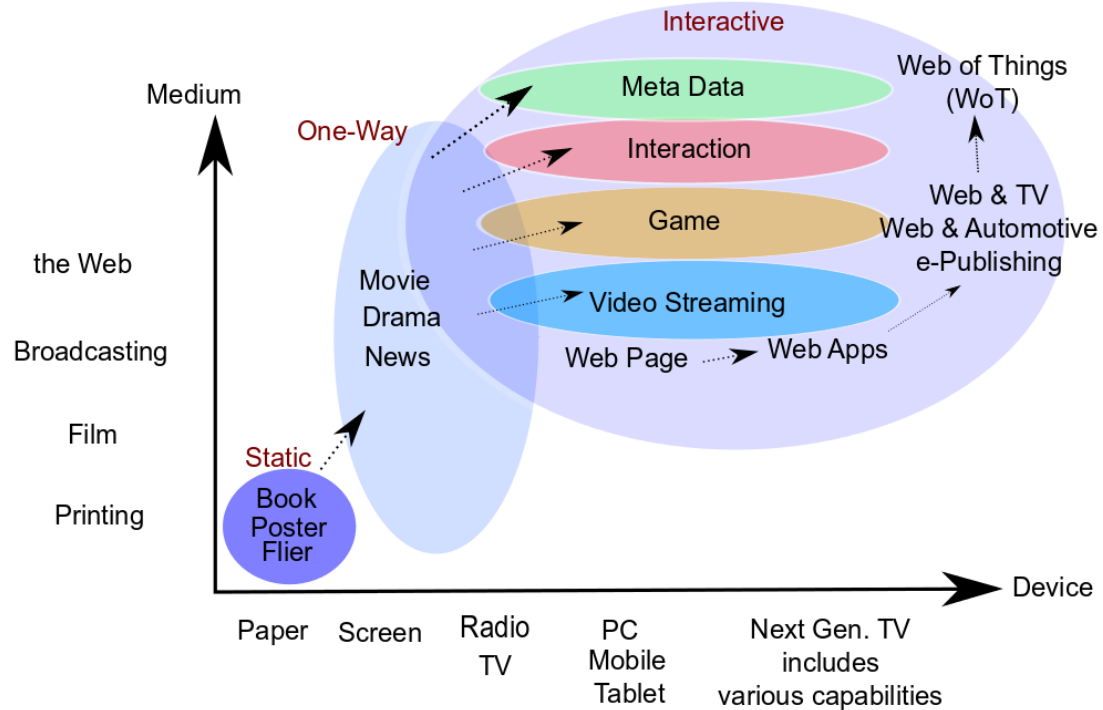 Interactive
Medium
Meta Data
Web of Things
(WoT)
One-Way
Interaction
Web & TV
Web & Automotive
e-Publishing
Game
the Web
Movie
Drama
News
Video Streaming
Broadcasting
Web Page
Web Apps
Film
Static
Printing
Book
Poster
Flier
Device
Paper
Screen
Radio
TV
PC
Mobile
Tablet
Next Gen. TV
includes
various capabilities